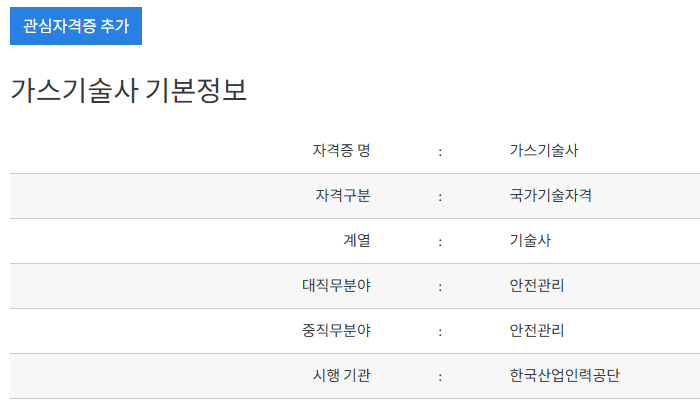 관심자격증 추가
가스기술사 기본정보
자격증 명 : 가스기술사
자격구분 : 국가기술자격
계열 : 기술사
대직무분야 : 안전관리
중직무분야 : 안전관리
시행 기관 : 한국산업인력공단